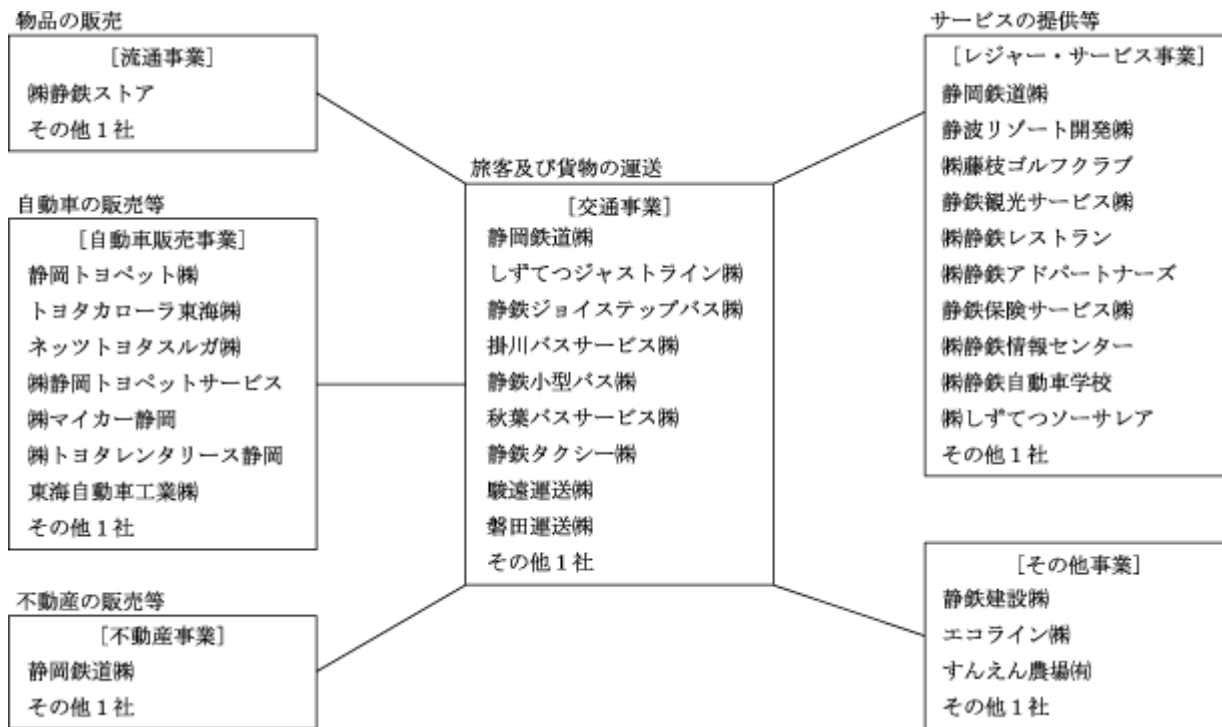 物品の販売
[流通事業]
㈱静鉄ストア
その他1社
自動車の販売等
[自動車販売事業]
静岡トヨペット㈱
トヨタカローラ東海㈱
ネッツトヨタスルガ㈱
㈱静岡トヨペットサービス
㈱マイカー静岡
㈱トヨタレンタリース静岡
東海自動車工業㈱
その他1社
不動産の販売等
[不動産事業]
静岡鉄道㈱
その他1社
旅客及び貨物の運送
[交通事業]
静岡鉄道㈱
しずてつジャストライン㈱
静鉄ジョイステップバス㈱
掛川バスサービス㈱
静鉄小型バス㈱
秋葉バスサービス㈱
静鉄タクシー㈱
駿遠運送㈱
磐田運送㈱
その他1社
サービスの提供等
[レジャー・サービス事業]
静岡鉄道㈱
静波リゾート開発㈱
㈱藤枝ゴルフクラブ
静鉄観光サービス㈱
㈱静鉄レストラン
㈱静鉄アドパートナーズ
静鉄保険サービス㈱
㈱静鉄情報センター
㈱静鉄自動車学校
㈱しずてつソーサレア
その他1社
[その他事業]
静鉄建設㈱
エコライン㈱
すんえん農場㈲
その他1社